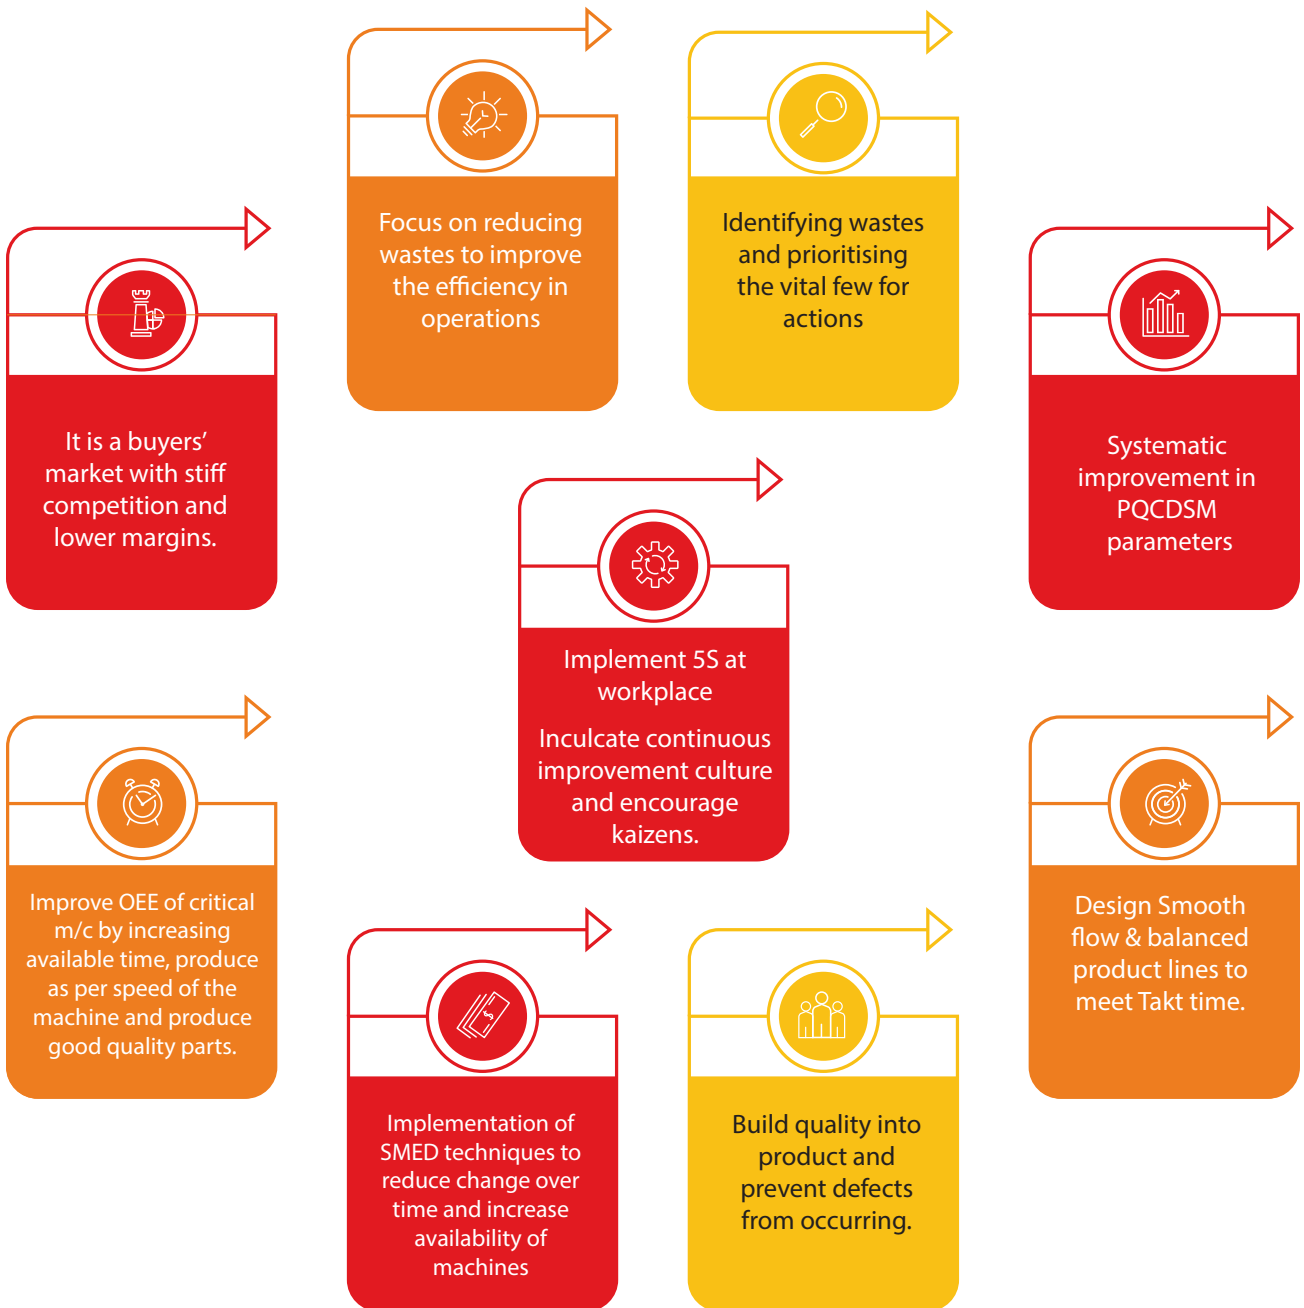 Focus on reducing
wastes to improve
the efficiency in
operations
Identifying wastes
and prioritising
the vital few for
actions
It is a buyers’
market with stiff
competition and
lower margins.
Systematic
improvement in
PQCDSM
parameters
Implement 5S at
workplace
Inculcate continuous
improvement culture
and encourage
kaizens.
Improve OEE of critical
m/c by increasing
available time, produce
as per speed of the
machine and produce
good quality parts.
Design Smooth
flow & balanced
product lines to
meet Takt time.
Implementation of
SMED techniques to
reduce change over
time and increase
availability of
machines
Build quality into
product and
prevent defects
from occurring.